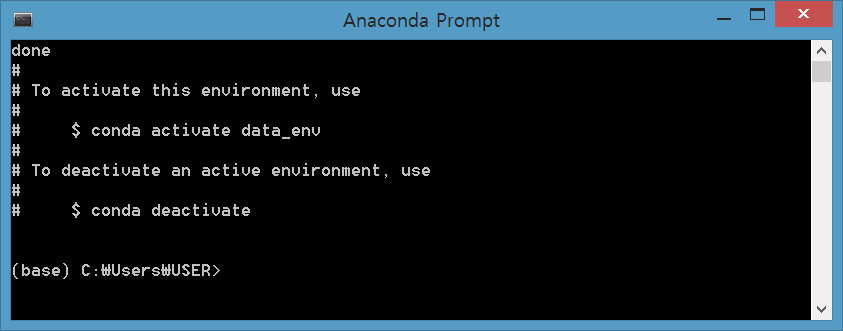 Anaconda Prompt
done
#
# To activate this environment, use
#
#     $ conda activate data_env
#
# To deactivate an active environment, use
#
#     $ conda deactivate
(base) C:₩Users₩USER>